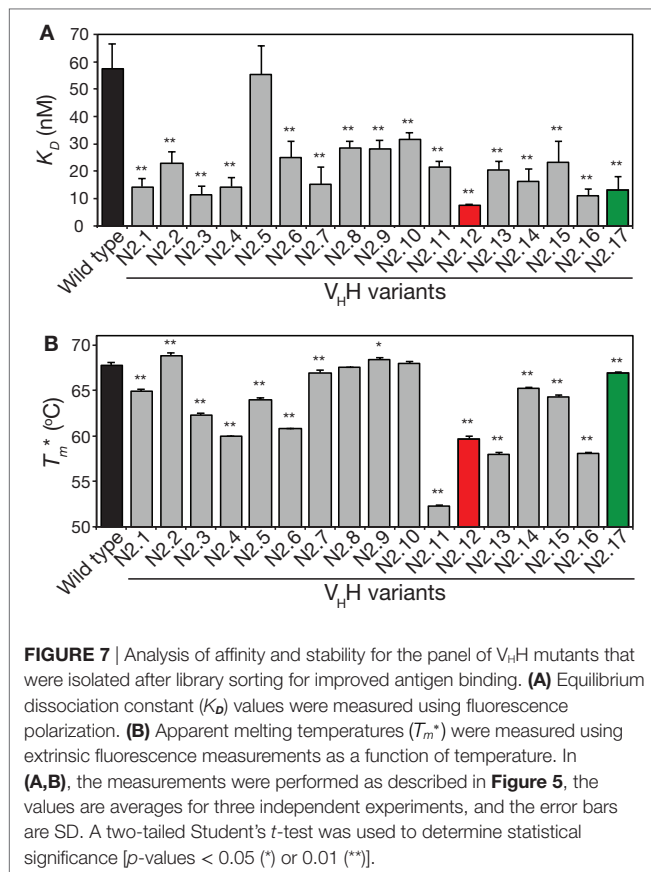 A
K_D (nM)
70
60
50
40
30
20
10
0
** ** ** ** ** ** ** ** ** ** ** ** ** ** ** **
Wild type N2.1 N2.2 N2.3 N2.4 N2.5 N2.6 N2.7 N2.8 N2.9 N2.10 N2.11 N2.12 N2.13 N2.14 N2.15 N2.16 N2.17
VHH variants
B
Tm* (°C)
70
65
60
55
50
** ** ** ** ** ** ** * ** ** ** ** ** ** **
Wild type N2.1 N2.2 N2.3 N2.4 N2.5 N2.6 N2.7 N2.8 N2.9 N2.10 N2.11 N2.12 N2.13 N2.14 N2.15 N2.16 N2.17
VHH variants
FIGURE 7 | Analysis of affinity and stability for the panel of VHH mutants that
were isolated after library sorting for improved antigen binding. (A) Equilibrium
dissociation constant (KD) values were measured using fluorescence
polarization. (B) Apparent melting temperatures (Tm*) were measured using
extrinsic fluorescence measurements as a function of temperature. In
(A,B), the measurements were performed as described in Figure 5, the
values are averages for three independent experiments, and the error bars
are SD. A two-tailed Student's t-test was used to determine statistical
significance [p-values < 0.05 (*) or 0.01 (**)].